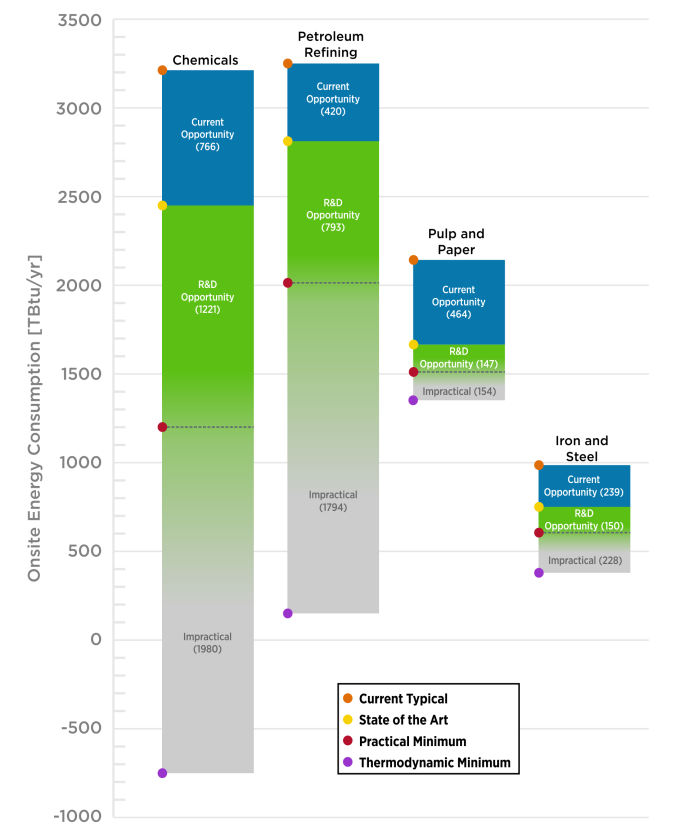 3500
3000
2500
2000
1500
1000
500
0
-500
-1000
Onsite Energy Consumption [TBtu/yr]
Chemicals
Current
Opportunity
(766)
R&D
Opportunity
(1221)
Impractical
(1980)
Petroleum
Refining
Current
Opportunity
(420)
R&D
Opportunity
(793)
Impractical
(1794)
Pulp and
Paper
Current
Opportunity
(464)
R&D
Opportunity (147)
Impractical (154)
Iron and
Steel
Current
Opportunity (239)
R&D
Opportunity (150)
Impractical (228)
Current Typical
State of the Art
Practical Minimum
Thermodynamic Minimum